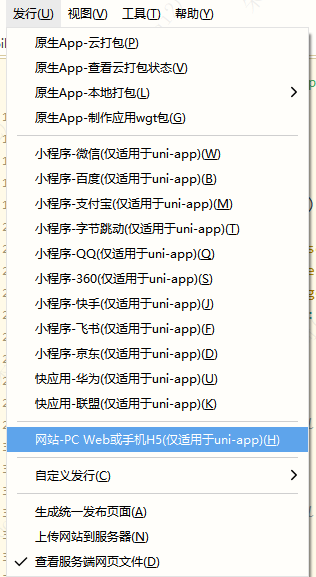 发行(U) 视图(V) 工具(T) 帮助(Y)
原生App-云打包(P)
原生App-查看云打包状态(V)
原生App-本地打包(L)
原生App-制作应用wgt包(G)
小程序-微信(仅适用于uni-app)(W)
小程序-百度(仅适用于uni-app)(B)
小程序-支付宝(仅适用于uni-app)(M)
小程序-字节跳动(仅适用于uni-app)(T)
小程序-QQ(仅适用于uni-app)(Q)
小程序-360(仅适用于uni-app)(S)
小程序-快手(仅适用于uni-app)(J)
小程序-飞书(仅适用于uni-app)(F)
小程序-京东(仅适用于uni-app)(D)
快应用-华为(仅适用于uni-app)(U)
快应用-联盟(仅适用于uni-app)(K)
网站-PC Web或手机H5(仅适用于uni-app)(H)
自定义发行(C)
生成统一发布页面(A)
上传网站到服务器(N)
查看服务端网页文件(D)